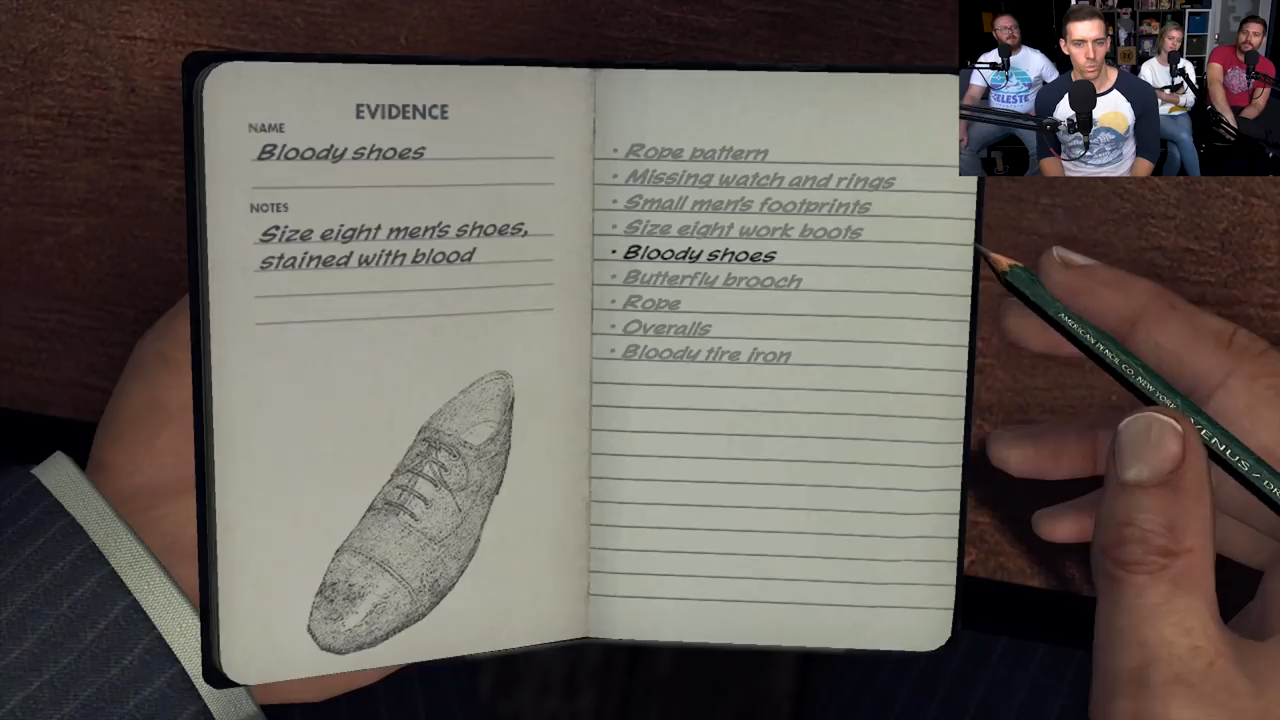 EVIDENCE
NAME
Bloody shoes
NOTES
Size eight men's shoes,
stained with blood
• Rope pattern
• Missing watch and rings
• Small men's footprints
• Size eight work boots
• Bloody shoes
• Butterfly brooch
• Rope
• Overalls
• Bloody tire iron
AMERICAN PENCIL CO. NEW YORK
VENUS / DR
CELESTE